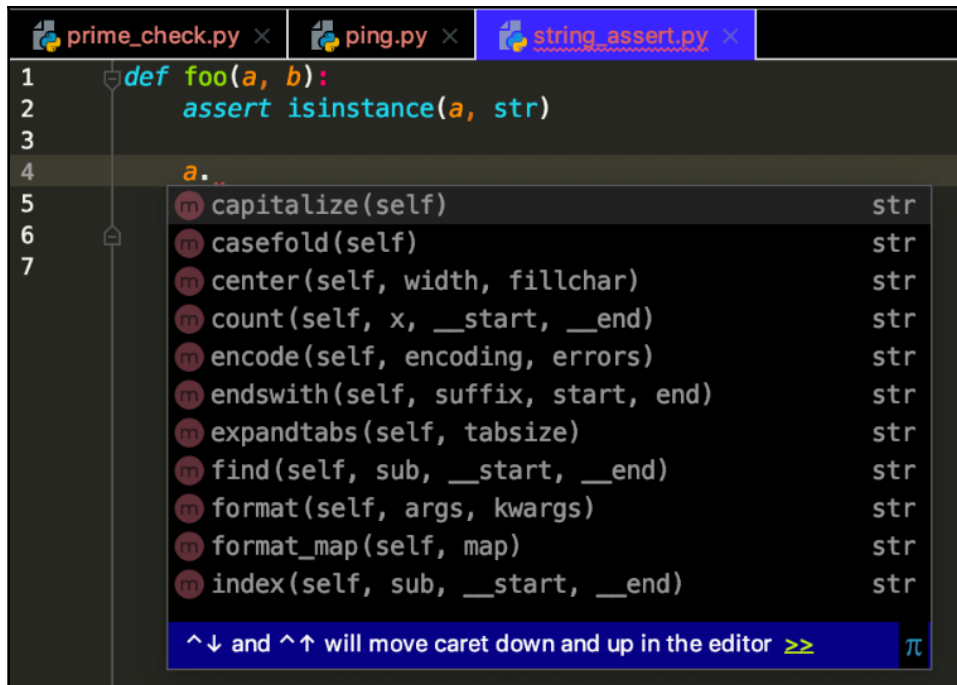 prime_check.py × ping.py × string_assert.py ×
1 def foo(a, b):
2 assert isinstance(a, str)
3
4 a.
5
6
7
m capitalize(self) str
m casefold(self) str
m center(self, width, fillchar) str
m count(self, x, __start, __end) str
m encode(self, encoding, errors) str
m endswith(self, suffix, start, end) str
m expandtabs(self, tabsize) str
m find(self, sub, __start, __end) str
m format(self, args, kwargs) str
m format_map(self, map) str
m index(self, sub, __start, __end) str
^↓ and ^↑ will move caret down and up in the editor >> π